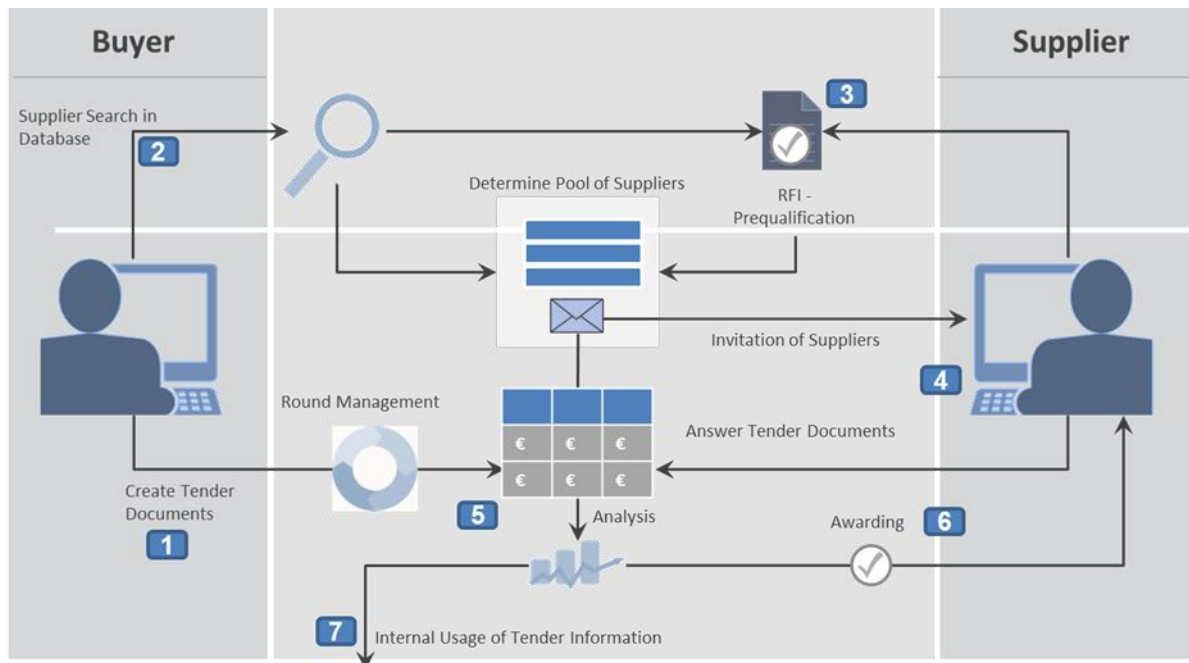 Buyer
Supplier
Supplier Search in
Database
2
3
Determine Pool of Suppliers
RFI -
Prequalification
Invitation of Suppliers
4
Round Management
Answer Tender Documents
€ € €
€ € €
Create Tender
Documents
1
5
Analysis
Awarding
6
7
Internal Usage of Tender Information